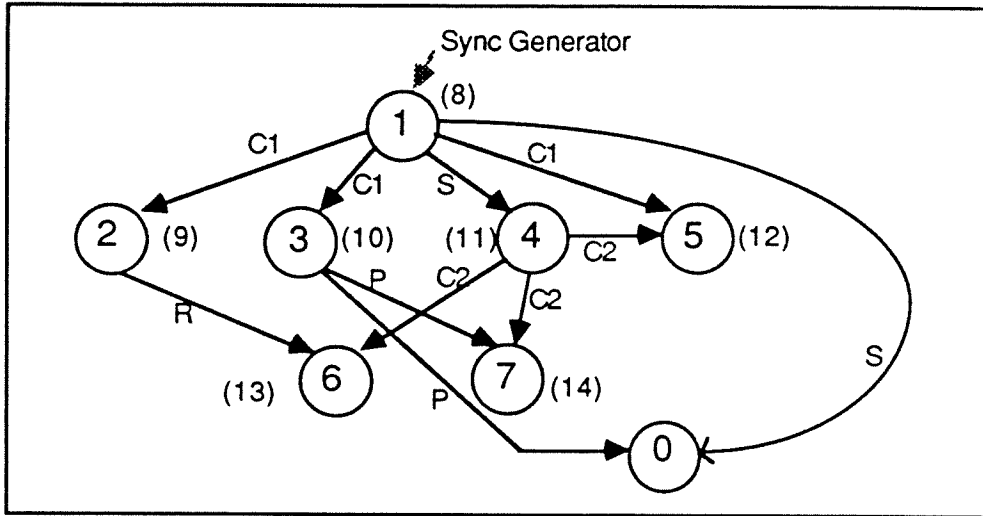 Sync Generator
1 (8)
C1 C1 S C1
2 (9) 3 (10) (11) 4 C2 5 (12)
R P C2 C2
(13) 6 P 7 (14) S
0